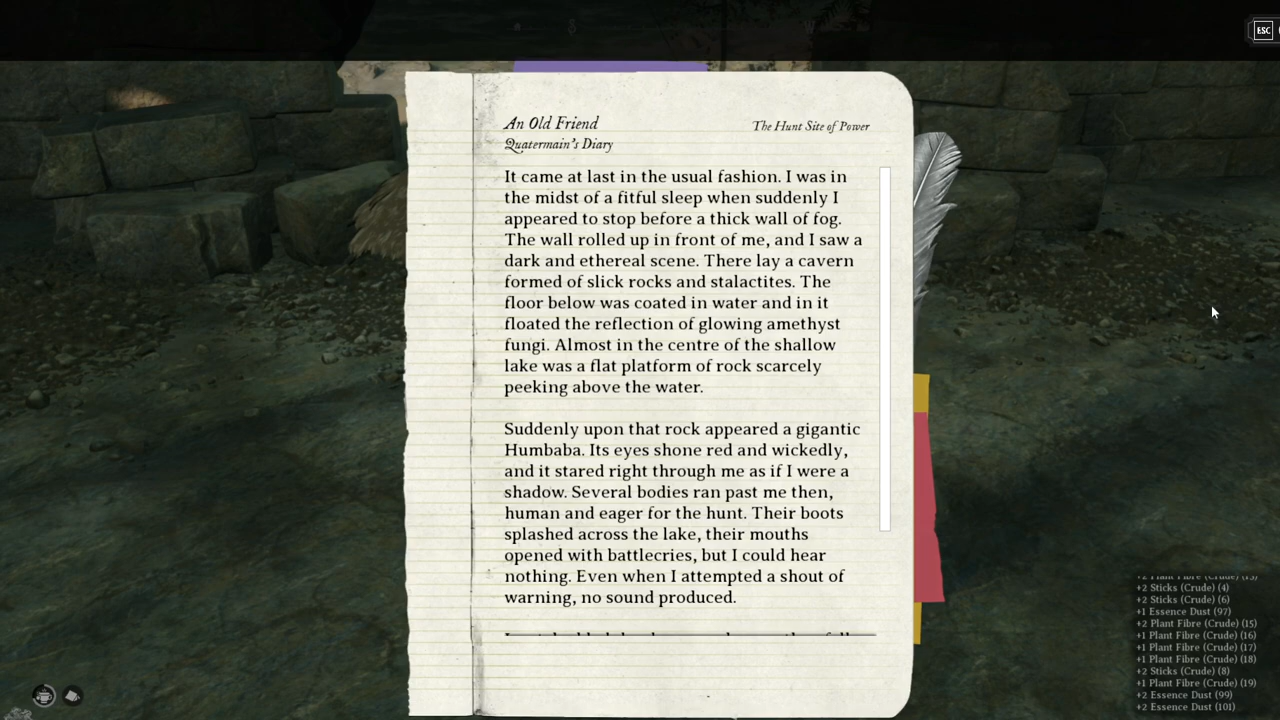 ESC
An Old Friend
The Hunt Site of Power
Quatermain's Diary
It came at last in the usual fashion. I was in
the midst of a fitful sleep when suddenly I
appeared to stop before a thick wall of fog.
The wall rolled up in front of me, and I saw a
dark and ethereal scene. There lay a cavern
formed of slick rocks and stalactites. The
floor below was coated in water and in it
floated the reflection of glowing amethyst
fungi. Almost in the centre of the shallow
lake was a flat platform of rock scarcely
peeking above the water.
Suddenly upon that rock appeared a gigantic
Humbaba. Its eyes shone red and wickedly,
and it stared right through me as if I were a
shadow. Several bodies ran past me then,
human and eager for the hunt. Their boots
splashed across the lake, their mouths
opened with battlecries, but I could hear
nothing. Even when I attempted a shout of
warning, no sound produced.
+2 Plant Fibre (Crude)
+2 Sticks (Crude) (4)
+2 Sticks (Crude) (6)
+1 Essence Dust (97)
+2 Plant Fibre (Crude) (15)
+1 Plant Fibre (Crude) (16)
+1 Plant Fibre (Crude) (17)
+1 Plant Fibre (Crude) (18)
+2 Sticks (Crude) (8)
+1 Plant Fibre (Crude) (19)
+2 Essence Dust (99)
+2 Essence Dust (101)